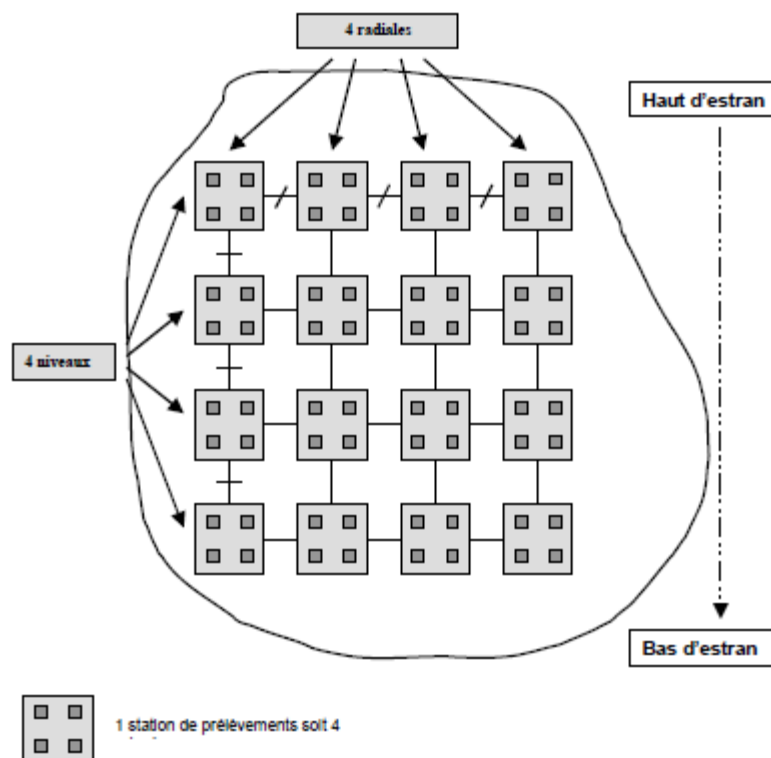 4 radiales
Haut d'estran
4 niveaux
Bas d'estran
1 station de prélèvements soit 4